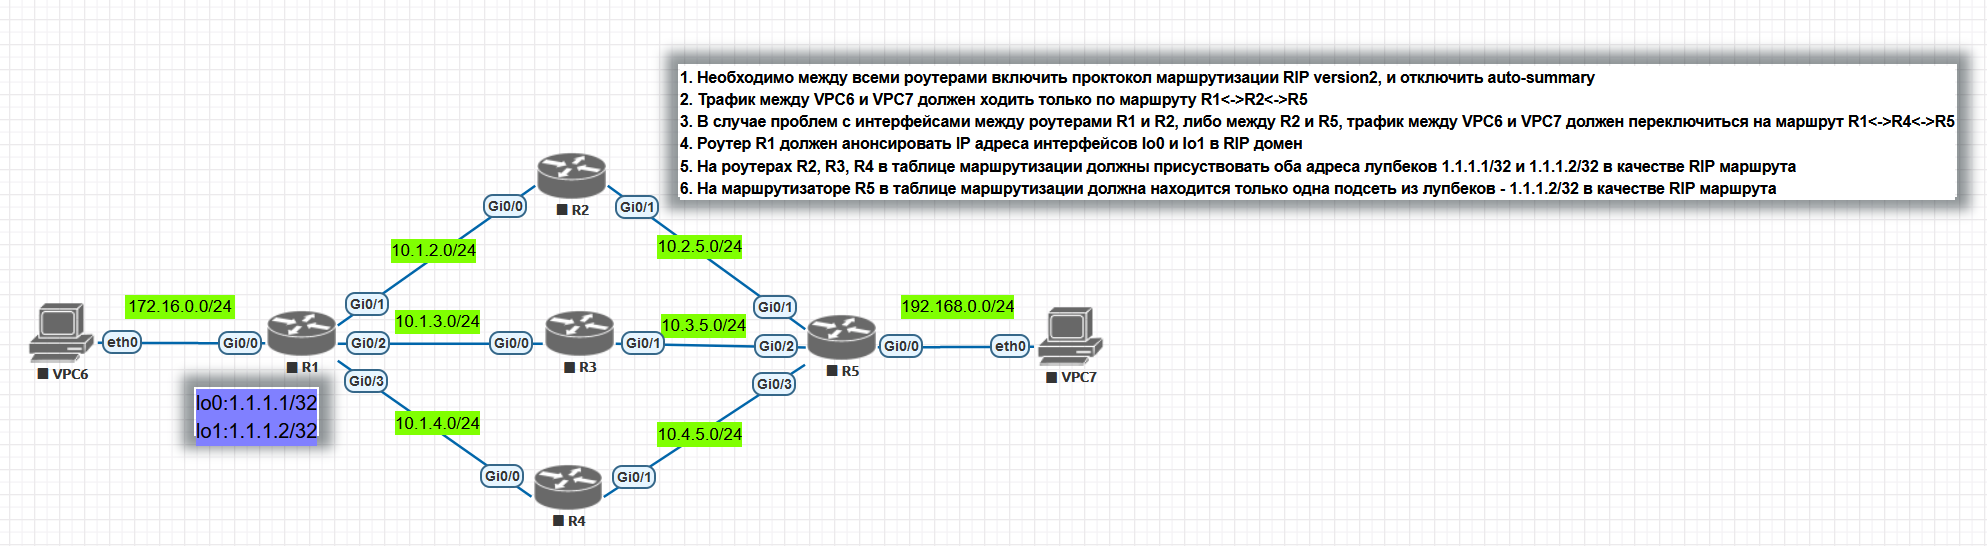 1. Необходимо между всеми роутерами включить проктокол маршрутизации RIP version2, и отключить auto-summary
2. Трафик между VPC6 и VPC7 должен ходить только по маршруту R1<->R2<->R5
3. В случае проблем с интерфейсами между роутерами R1 и R2, либо между R2 и R5, трафик между VPC6 и VPC7 должен переключиться на маршрут R1<->R4<->R5
4. Роутер R1 должен анонсировать IP адреса интерфейсов lo0 и lo1 в RIP домен
5. На роутерах R2, R3, R4 в таблице маршрутизации должны присуствовать оба адреса лупбеков 1.1.1.1/32 и 1.1.1.2/32 в качестве RIP маршрута
6. На маршрутизаторе R5 в таблице маршрутизации должна находится только одна подсеть из лупбеков - 1.1.1.2/32 в качестве RIP маршрута
Gi0/0
R2
Gi0/1
10.1.2.0/24
10.2.5.0/24
172.16.0.0/24
Gi0/1
Gi0/1
192.168.0.0/24
10.1.3.0/24
10.3.5.0/24
eth0
Gi0/0
Gi0/2
Gi0/0
Gi0/1
Gi0/2
Gi0/0
eth0
VPC6
R1
R3
R5
VPC7
Gi0/3
Gi0/3
lo0:1.1.1.1/32
lo1:1.1.1.2/32
10.1.4.0/24
10.4.5.0/24
Gi0/0
Gi0/1
R4